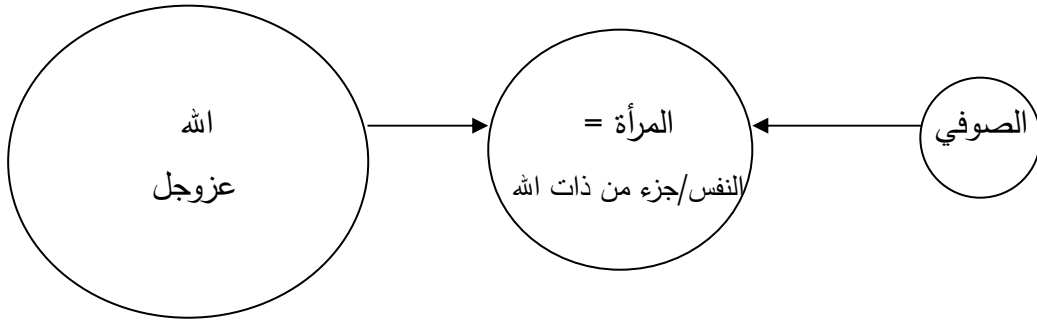 الصوفي
المرأة =
النفس/جزء من ذات الله
الله
عزوجل